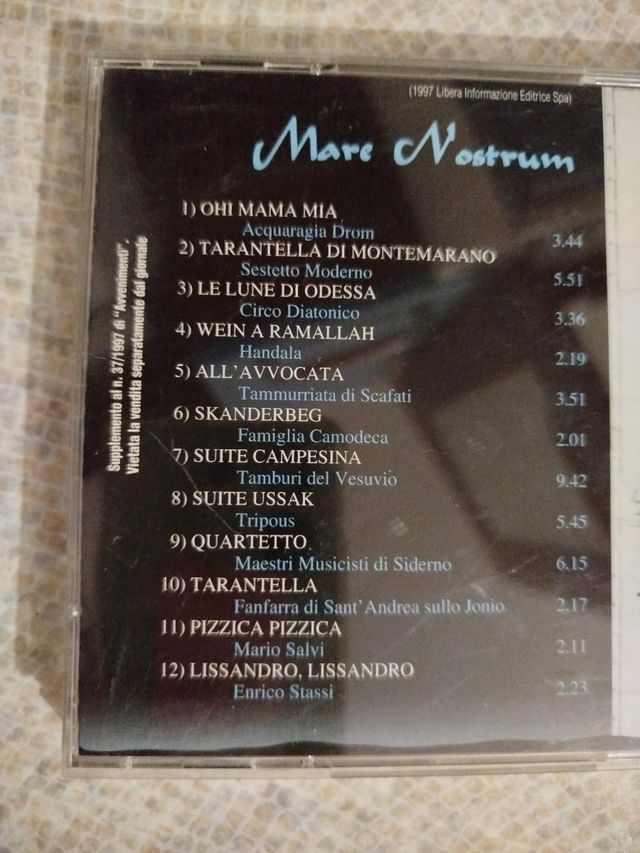 (1997 Libera Informazione Editrice Spa)
Mare Nostrum
1) OHI MAMA MIA
Acquaragia Drom 3.44
2) TARANTELLA DI MONTEMARANO
Sestetto Moderno 5.51
3) LE LUNE DI ODESSA
Circo Diatonico 3.36
4) WEIN A RAMALLAH
Handala 2.19
5) ALL'AVVOCATA
Tammurriata di Scafati 3.51
6) SKANDERBEG
Famiglia Camodeca 2.01
7) SUITE CAMPESINA
Tamburi del Vesuvio 9.42
8) SUITE USSAK
Tripous 5.45
9) QUARTETTO
Maestri Musicisti di Siderno 6.15
10) TARANTELLA
Fanfarra di Sant'Andrea sullo Jonio 2.17
11) PIZZICA PIZZICA
Mario Salvi 2.11
12) LISSANDRO, LISSANDRO
Enrico Stassi 2.23
Supplemento al n. 37/1997 di "Avvenimenti".
Vietata la vendita separatamente dal giornale